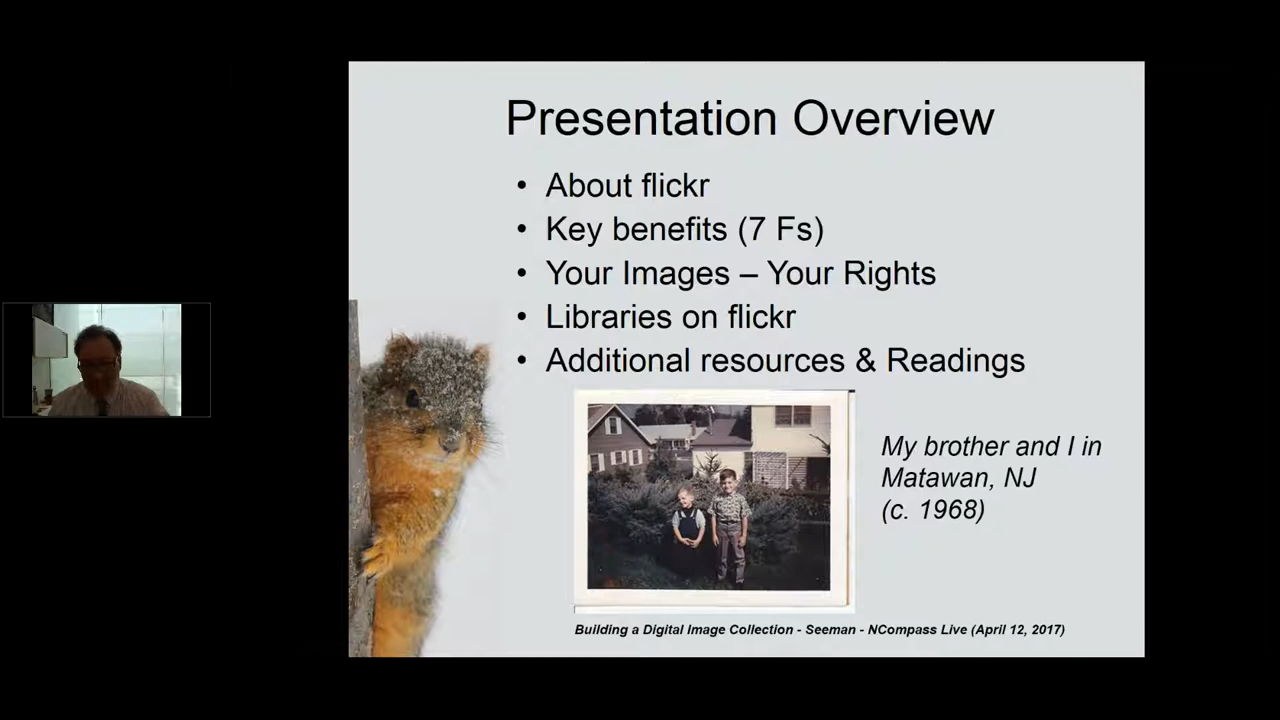 Presentation Overview
• About flickr
• Key benefits (7 Fs)
• Your Images – Your Rights
• Libraries on flickr
• Additional resources & Readings
My brother and I in
Matawan, NJ
(c. 1968)
Building a Digital Image Collection - Seeman - NCompass Live (April 12, 2017)